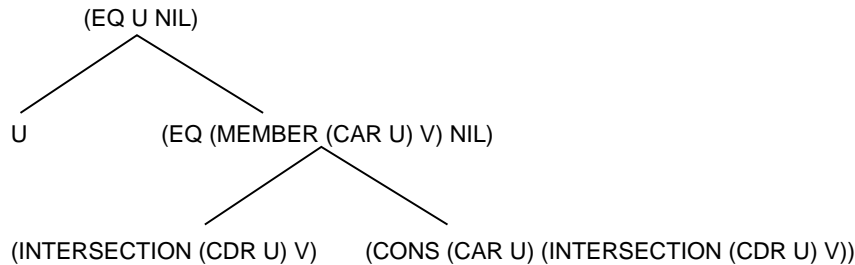 (EQ U NIL)
U (EQ (MEMBER (CAR U) V) NIL)
(INTERSECTION (CDR U) V) (CONS (CAR U) (INTERSECTION (CDR U) V))